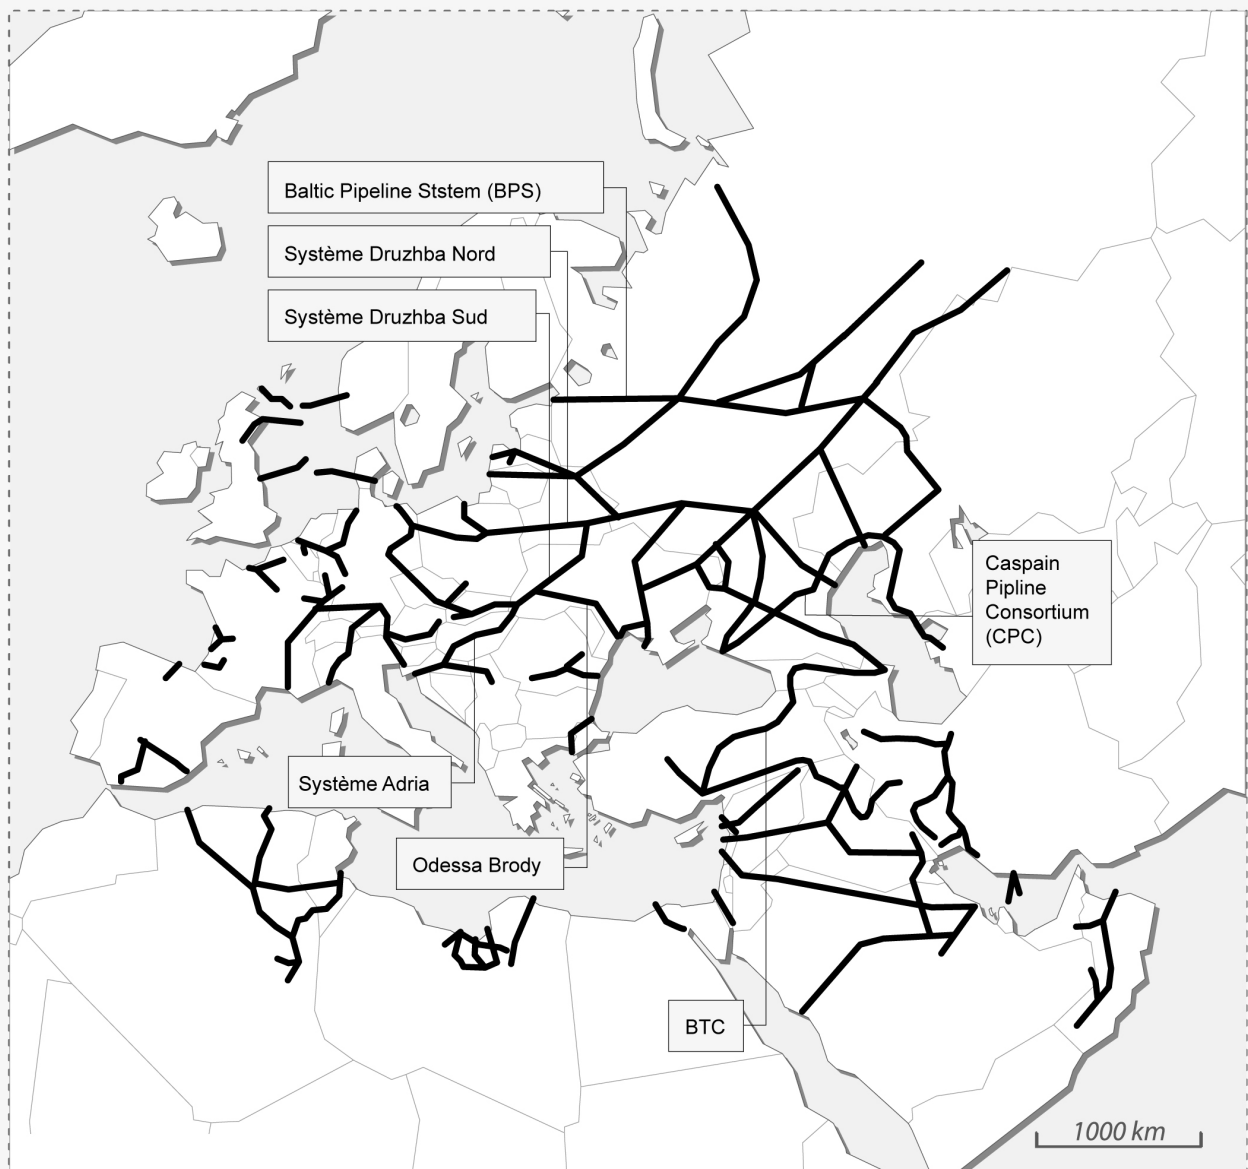 Baltic Pipeline Ststem (BPS)
Système Druzhba Nord
Système Druzhba Sud
Caspain
Pipline
Consortium
(CPC)
Système Adria
Odessa Brody
BTC
1000 km